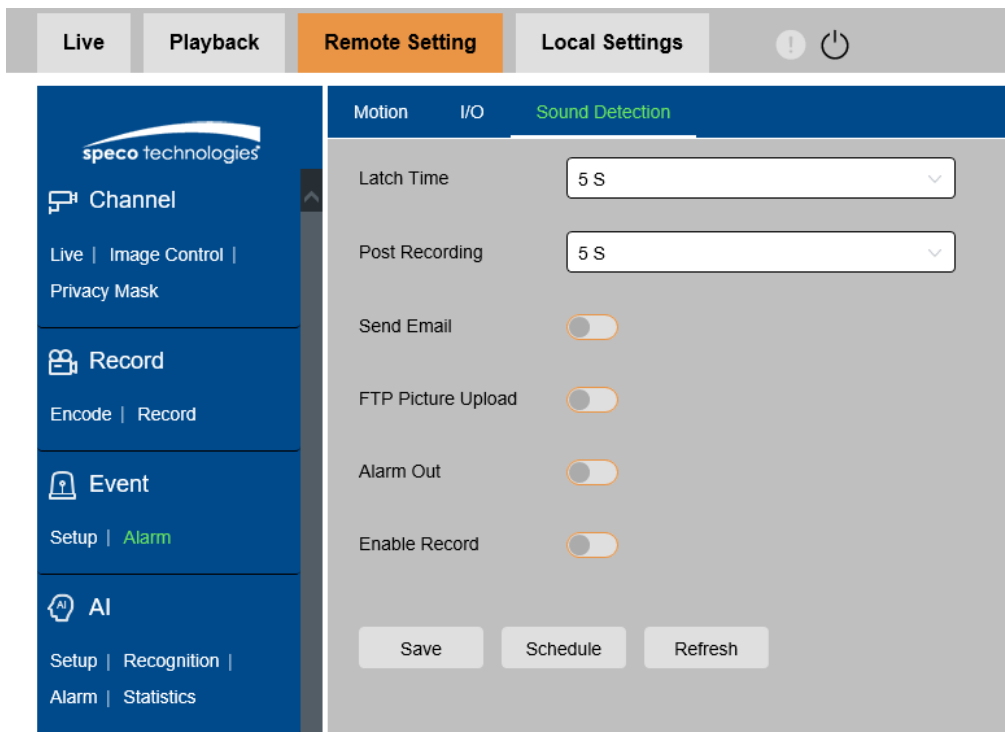 Live Playback Remote Setting Local Settings
speco technologies
Channel
Live | Image Control |
Privacy Mask
Record
Encode | Record
Event
Setup | Alarm
AI
AI
Setup | Recognition |
Alarm | Statistics
Motion I/O Sound Detection
Latch Time 5 S
Post Recording 5 S
Send Email
FTP Picture Upload
Alarm Out
Enable Record
Save Schedule Refresh